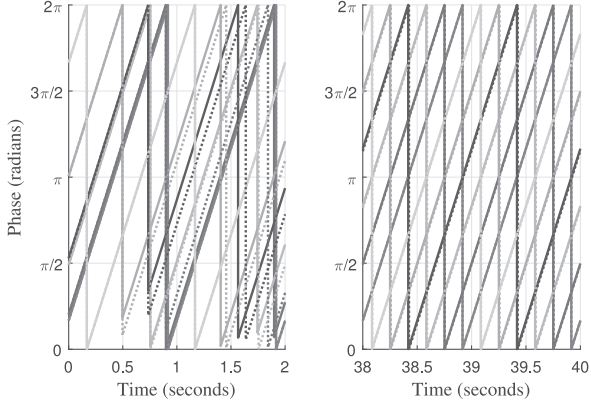 2π
3π/2
π
π/2
0
Phase (radians)
0 0.5 1 1.5 2
Time (seconds)
2π
3π/2
π
π/2
0
38 38.5 39 39.5 40
Time (seconds)